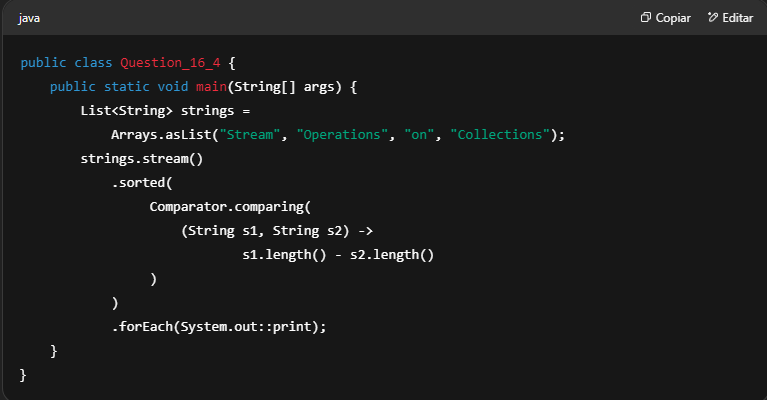 java
Copiar
Editar
public class Question_16_4 {
    public static void main(String[] args) {
        List<String> strings =
            Arrays.asList("Stream", "Operations", "on", "Collections");
        strings.stream()
            .sorted(
                 Comparator.comparing(
                     (String s1, String s2) ->
                             s1.length() - s2.length()
                 )
            )
            .forEach(System.out::print);
    }
}